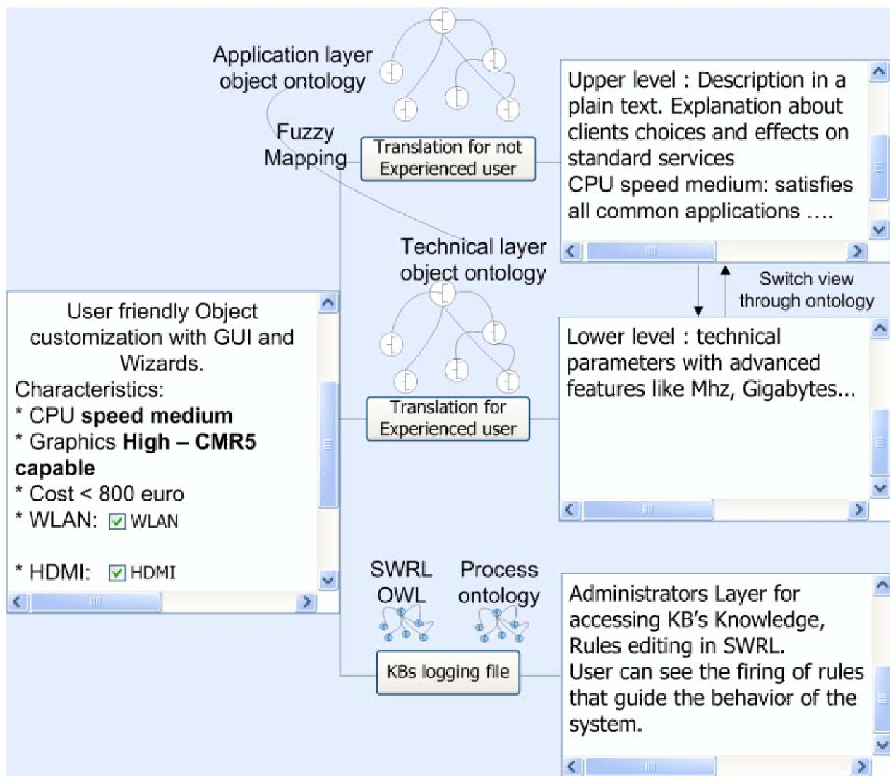 Application layer
object ontology
Fuzzy
Mapping
Translation for not
Experienced user
Upper level : Description in a
plain text. Explanation about
clients choices and effects on
standard services
CPU speed medium: satisfies
all common applications ....
Technical layer
object ontology
Switch view
through ontology
User friendly Object
customization with GUI and
Wizards.
Characteristics:
* CPU speed medium
* Graphics High – CMR5
capable
* Cost < 800 euro
* WLAN: WLAN
* HDMI: HDMI
Translation for
Experienced user
Lower level : technical
parameters with advanced
features like Mhz, Gigabytes...
SWRL
OWL
Process
ontology
KBs logging file
Administrators Layer for
accessing KB's Knowledge,
Rules editing in SWRL.
User can see the firing of rules
that guide the behavior of the
system.